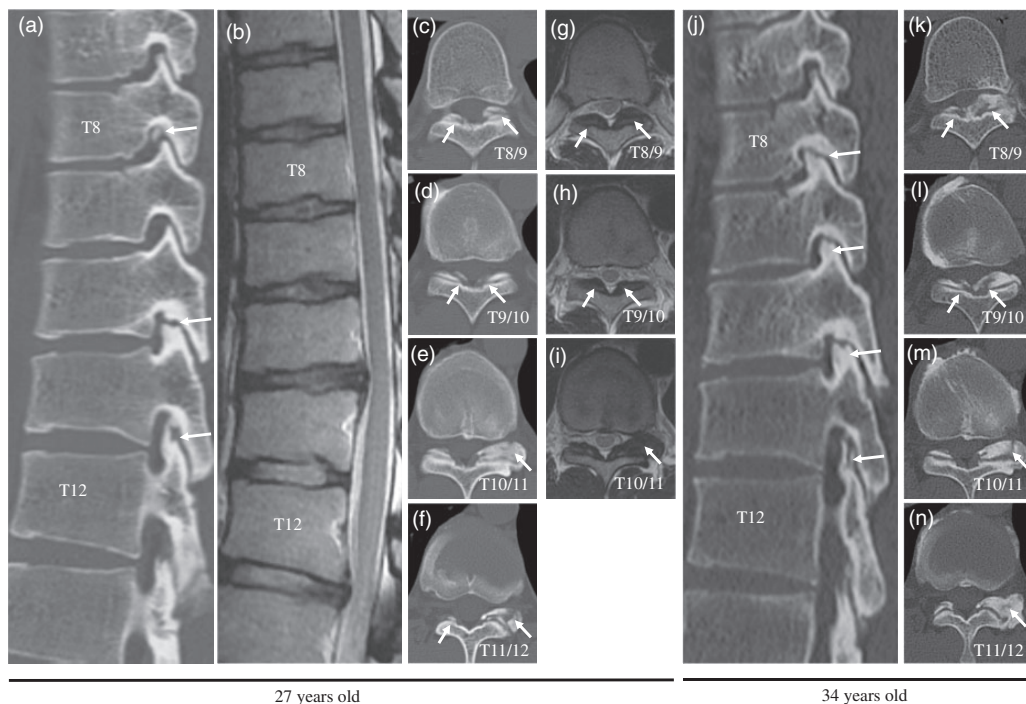 (a)
T8
T12
(b)
T8
T12
(c)
T8/9
(d)
T9/10
(e)
T10/11
(f)
T11/12
(g)
T8/9
(h)
T9/10
(i)
T10/11
(j)
T8
T12
(k)
T8/9
(l)
T9/10
(m)
T10/11
(n)
T11/12
27 years old
34 years old